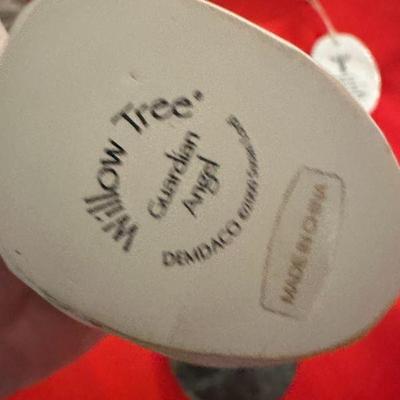 Willow Tree®
Guardian
Angel
DEMDACO
MADE IN CHINA